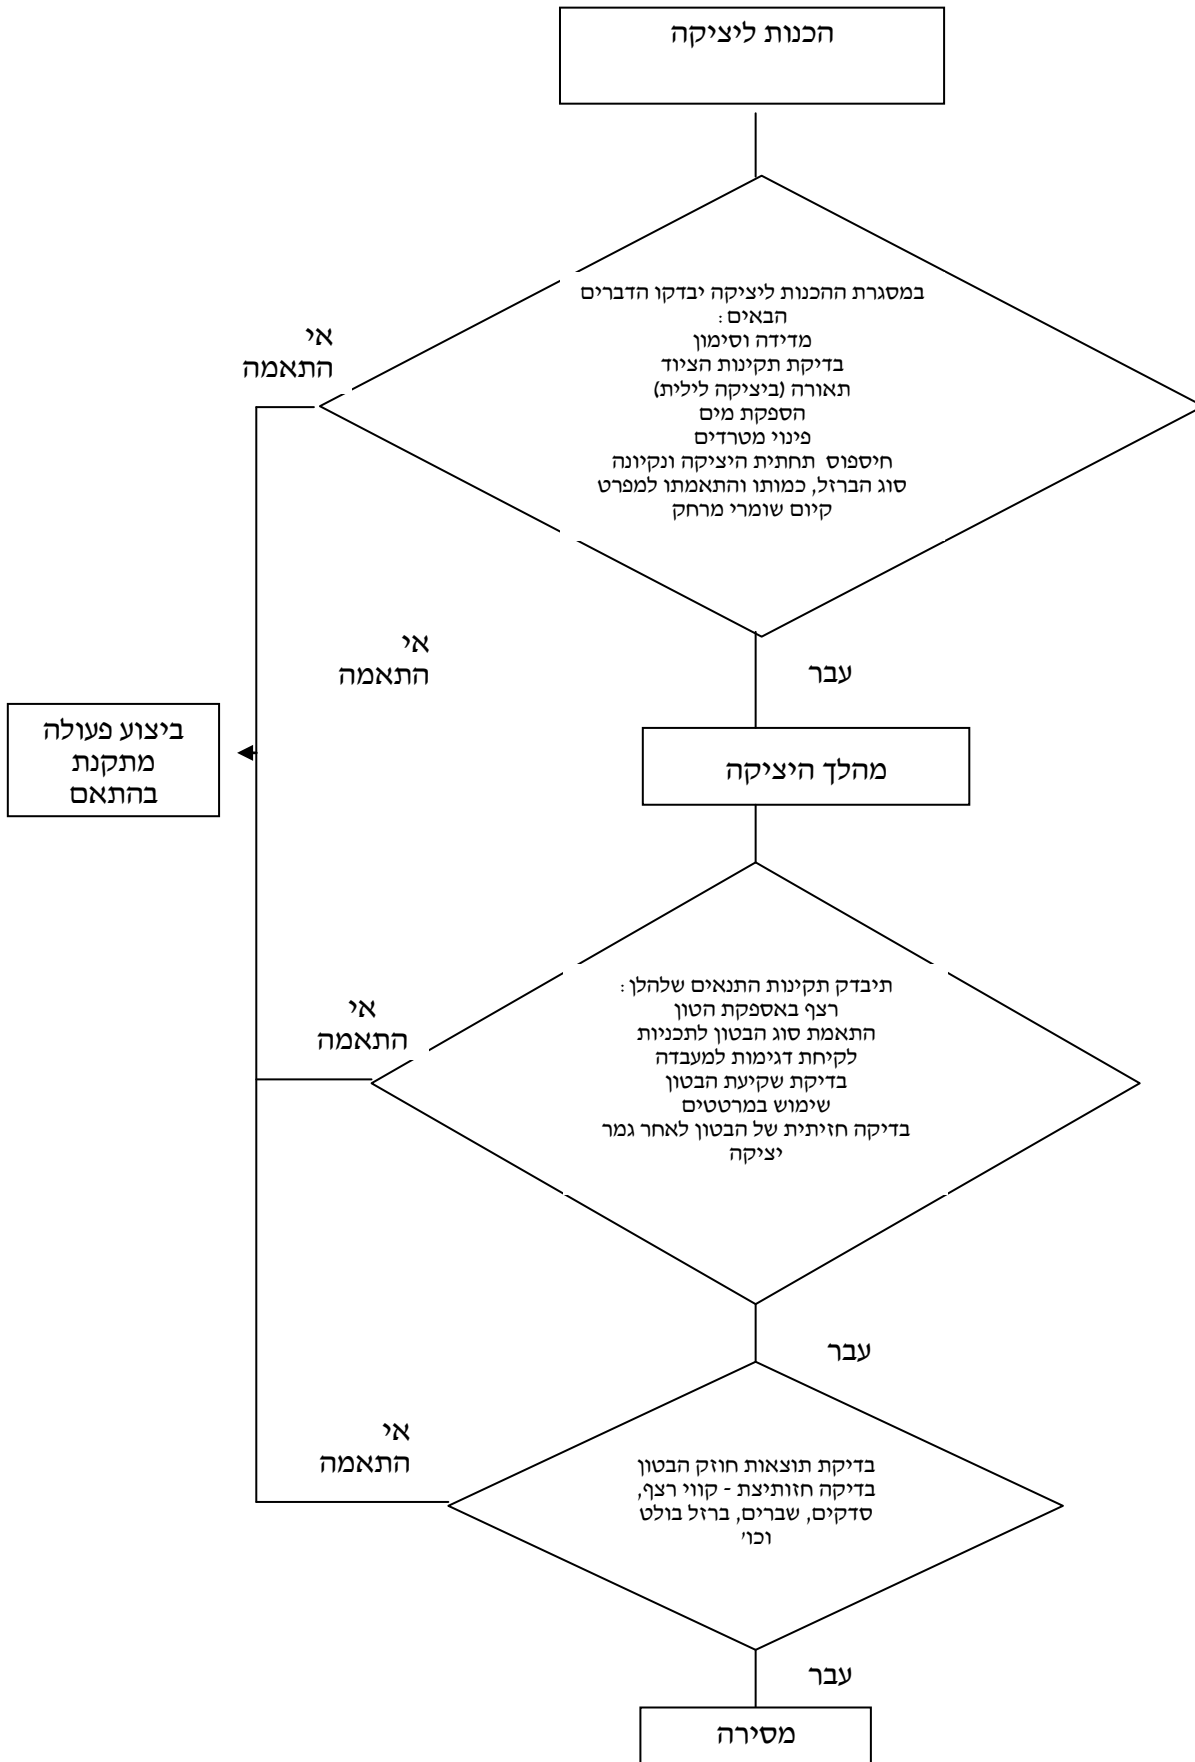 הכנות ליציקה
במסגרת ההכנות ליציקה יבדקו הדברים
הבאים:
מדידה וסימון
בדיקת תקינות הציוד
תאורה (ביציקה לילית)
הספקת מים
פינוי מטרדים
חיספוס תחתית היציקה ונקיונה
סוג הברזל, כמותו והתאמתו למפרט
קיום שומרי מרחק
אי
התאמה
אי
התאמה
עבר
ביצוע פעולה
מתקנת
בהתאם
מהלך היציקה
תיבדק תקינות התנאים שלהלן:
רצף באספקת הטון
התאמת סוג הבטון לתכניות
לקיחת דגימות למעבדה
בדיקת שקיעת הבטון
שימוש במרטטים
בדיקה חזיתית של הבטון לאחר גמר
יציקה
אי
התאמה
עבר
בדיקת תוצאות חוזק הבטון
בדיקה חזותיצת - קווי רצף,
סדקים, שברים, ברזל בולט
וכו'
אי
התאמה
עבר
מסירה